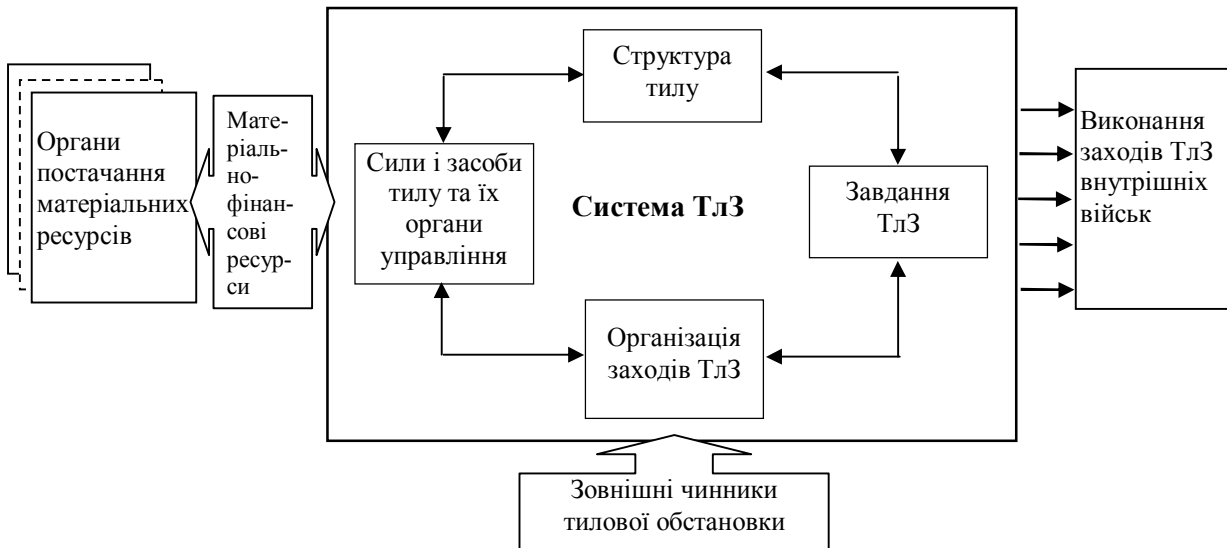 Органи
постачання
матеріальних
ресурсів
Мате-
ріаль-
но-
фінан-
сові
ресур-
си
Структура
тилу
Сили і засоби
тилу та їх
органи
управління
Система ТлЗ
Завдання
ТлЗ
Організація
заходів ТлЗ
Виконання
заходів ТлЗ
внутрішніх
військ
Зовнішні чинники
тилової обстановки